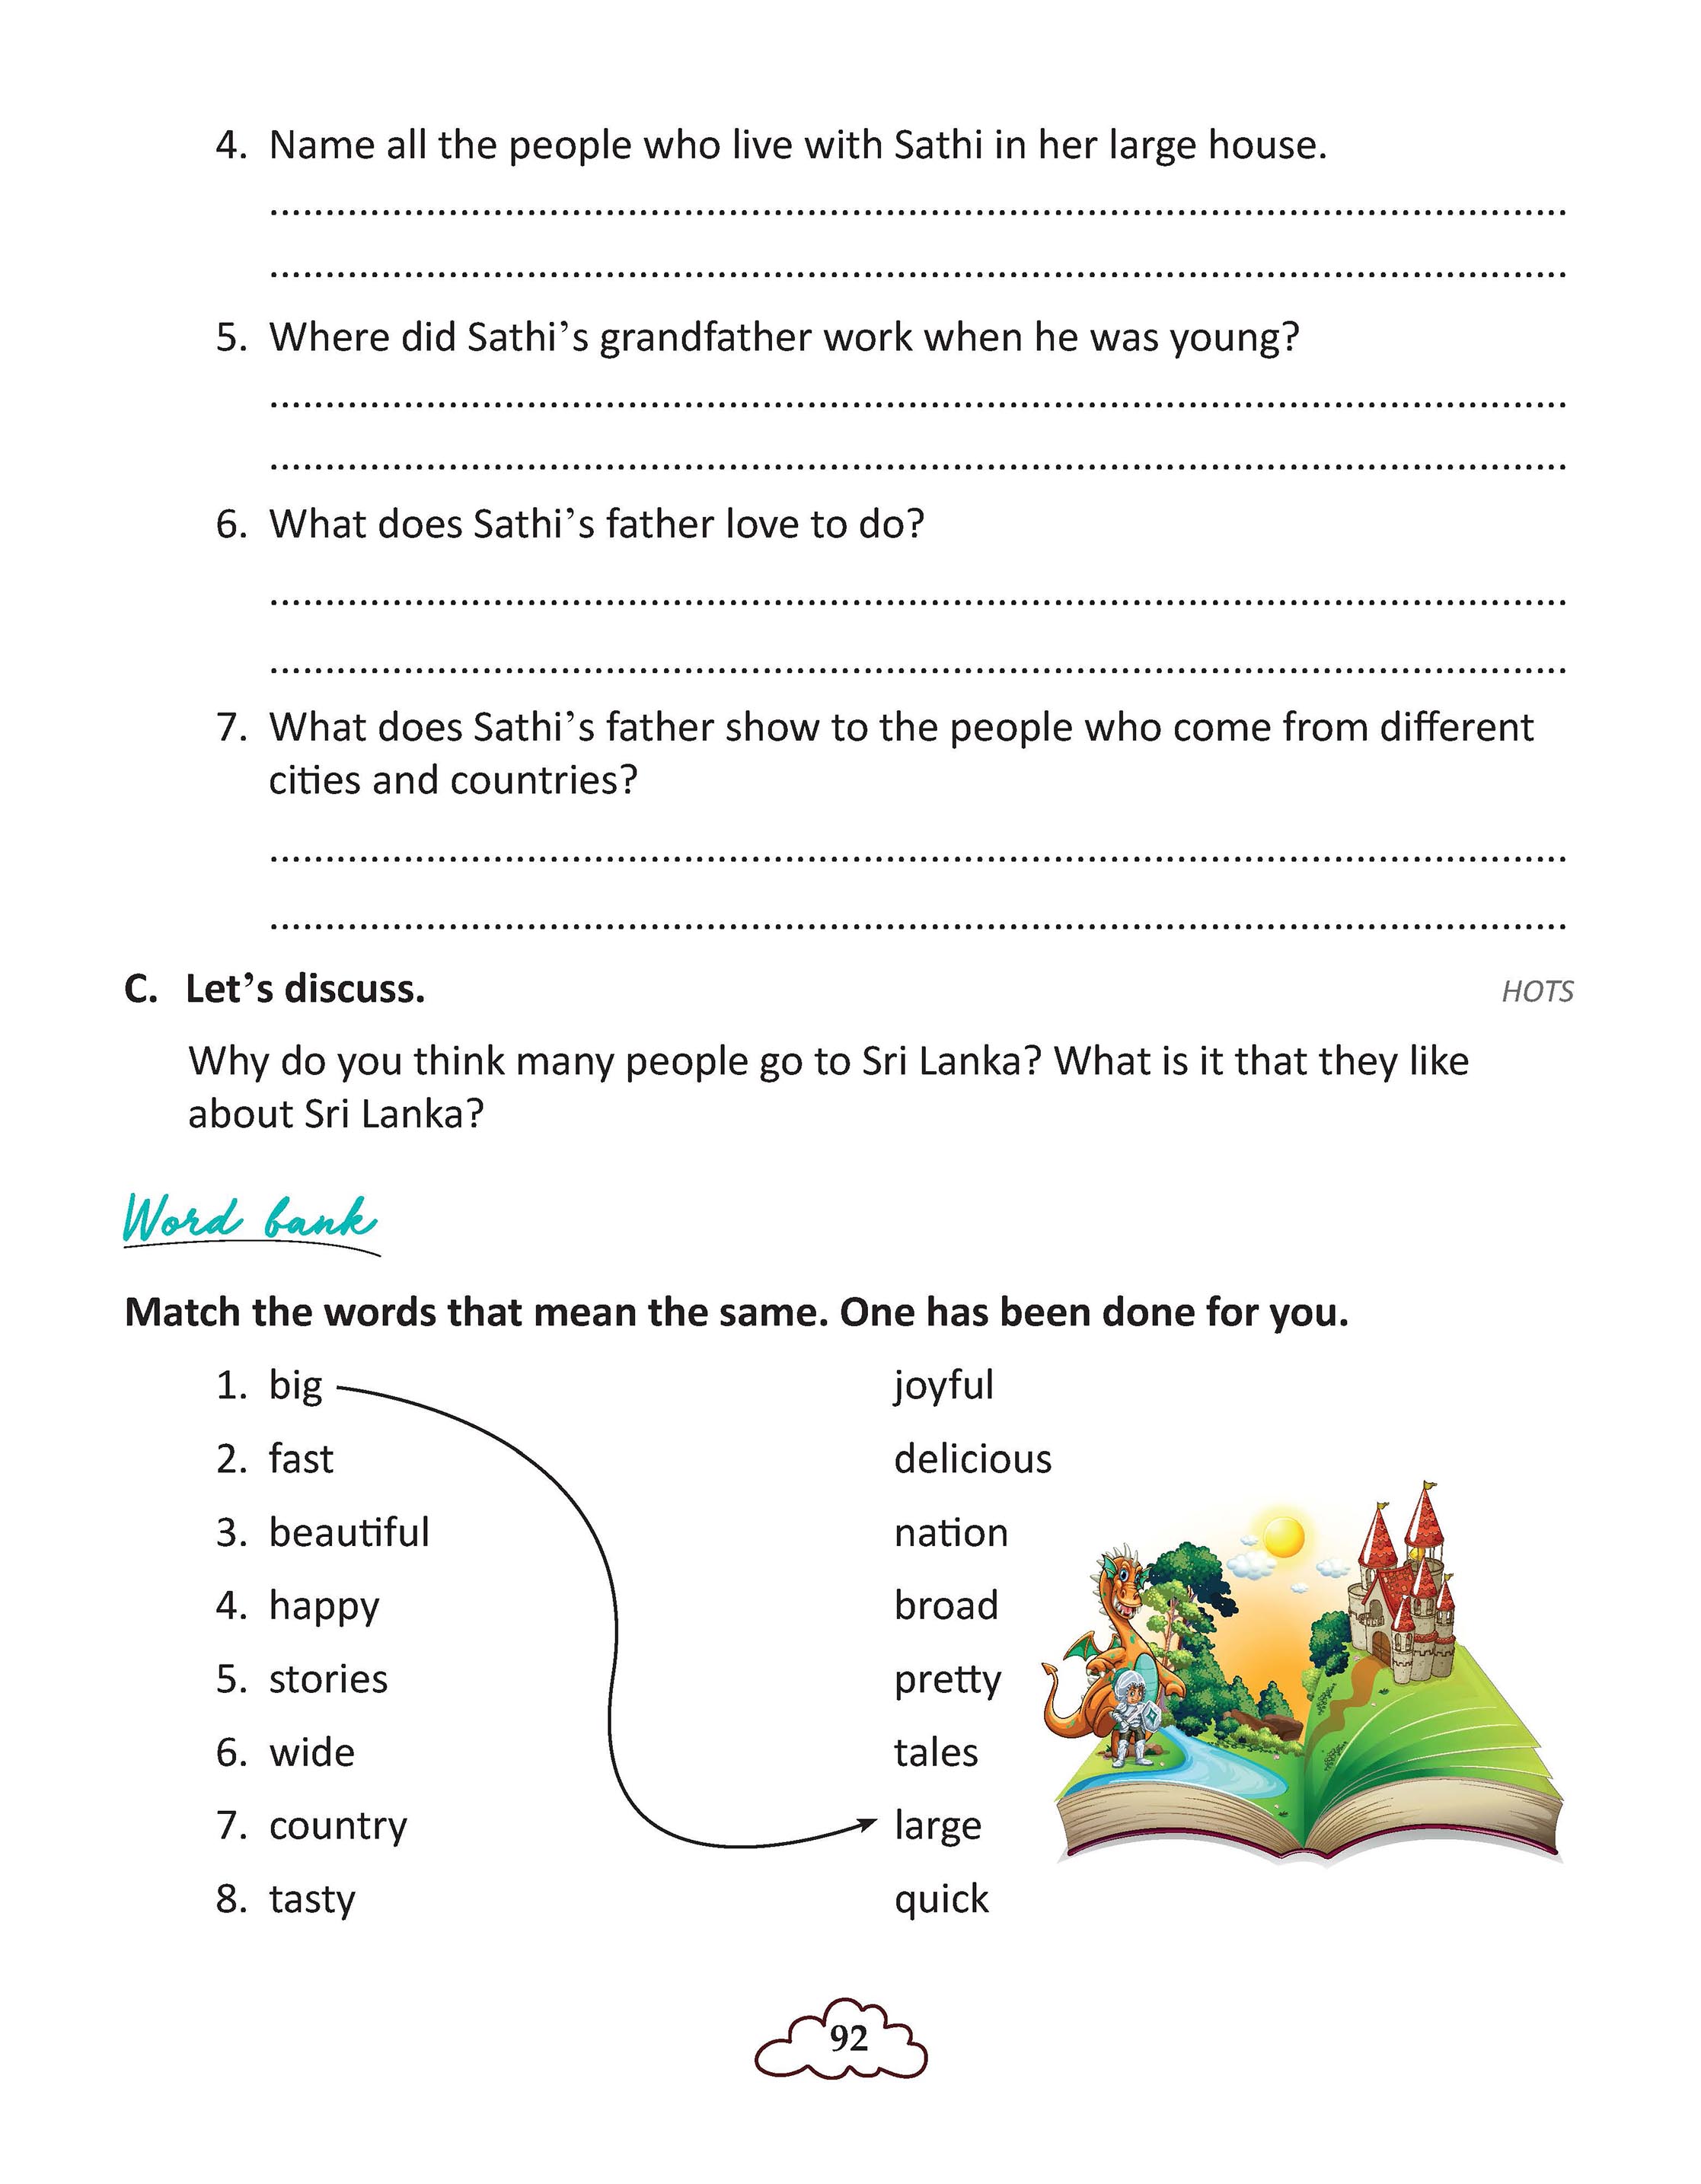 4. Name all the people who live with Sathi in her large house.
5. Where did Sathi’s grandfather work when he was young?
6. What does Sathi’s father love to do?
7. What does Sathi’s father show to the people who come from different
cities and countries?
C. Let’s discuss. HOTS
Why do you think many people go to Sri Lanka? What is it that they like
about Sri Lanka?
Word bank
Match the words that mean the same. One has been done for you.
1. big joyful
2. fast delicious
3. beautiful nation
4. happy broad
5. stories pretty
6. wide tales
7. country large
8. tasty quick
92